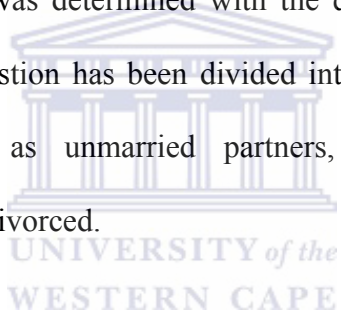 was determined with the
stion has been divided int
as unmarried partners,
ivorced.
UNIVERSITY of the
WESTERN CAPE